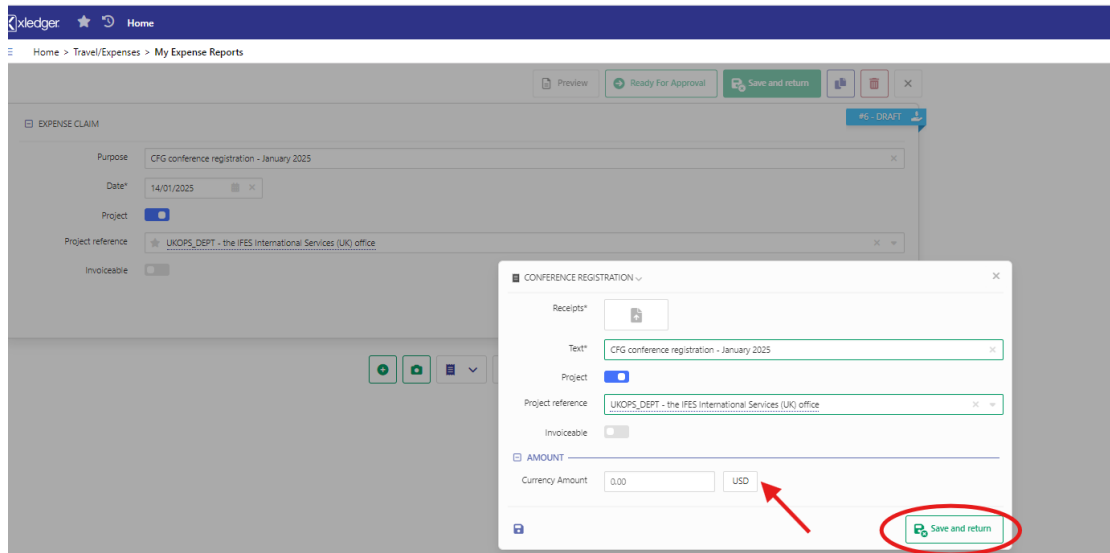 xledger Home
Home > Travel/Expenses > My Expense Reports
Preview Ready For Approval Save and return
#6 - DRAFT
EXPENSE CLAIM
Purpose CFG conference registration - January 2025
Date* 14/01/2025
Project
Project reference UKOPS_DEPT - the IFES International Services (UK) office
Invoiceable
CONFERENCE REGISTRATION
Receipts*
Text* CFG conference registration - January 2025
Project
Project reference UKOPS_DEPT - the IFES International Services (UK) office
Invoiceable
AMOUNT
Currency Amount 0.00 USD
Save and return